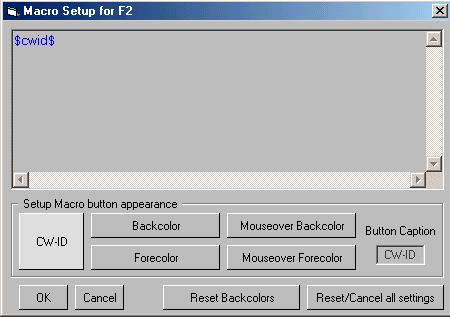 Macro Setup for F2
$cwid$
Setup Macro button appearance
CW-ID
Backcolor
Mouseover Backcolor
Button Caption
Forecolor
Mouseover Forecolor
CW-ID
OK
Cancel
Reset Backcolors
Reset/Cancel all settings